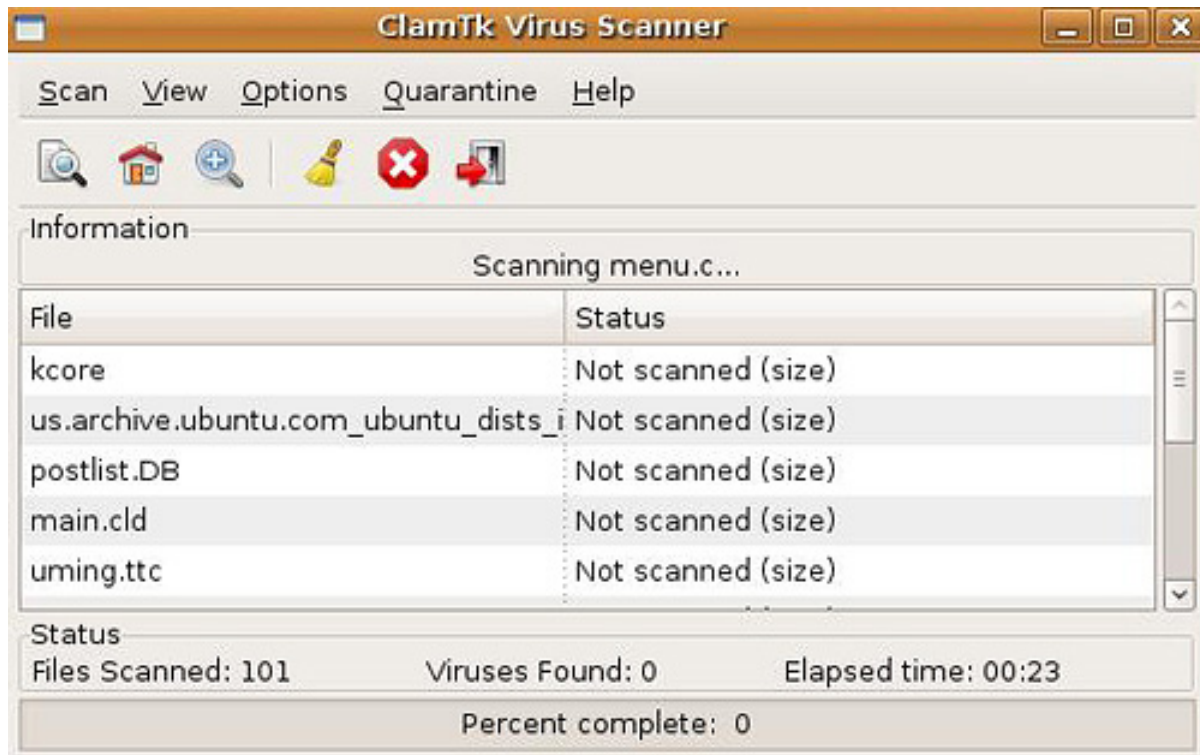 ClamTk Virus Scanner
Scan View Options Quarantine Help
Information
Scanning menu.c...
File Status
kcore Not scanned (size)
us.archive.ubuntu.com_ubuntu_dists_i Not scanned (size)
postlist.DB Not scanned (size)
main.cld Not scanned (size)
uming.ttc Not scanned (size)
Status
Files Scanned: 101 Viruses Found: 0 Elapsed time: 00:23
Percent complete: 0